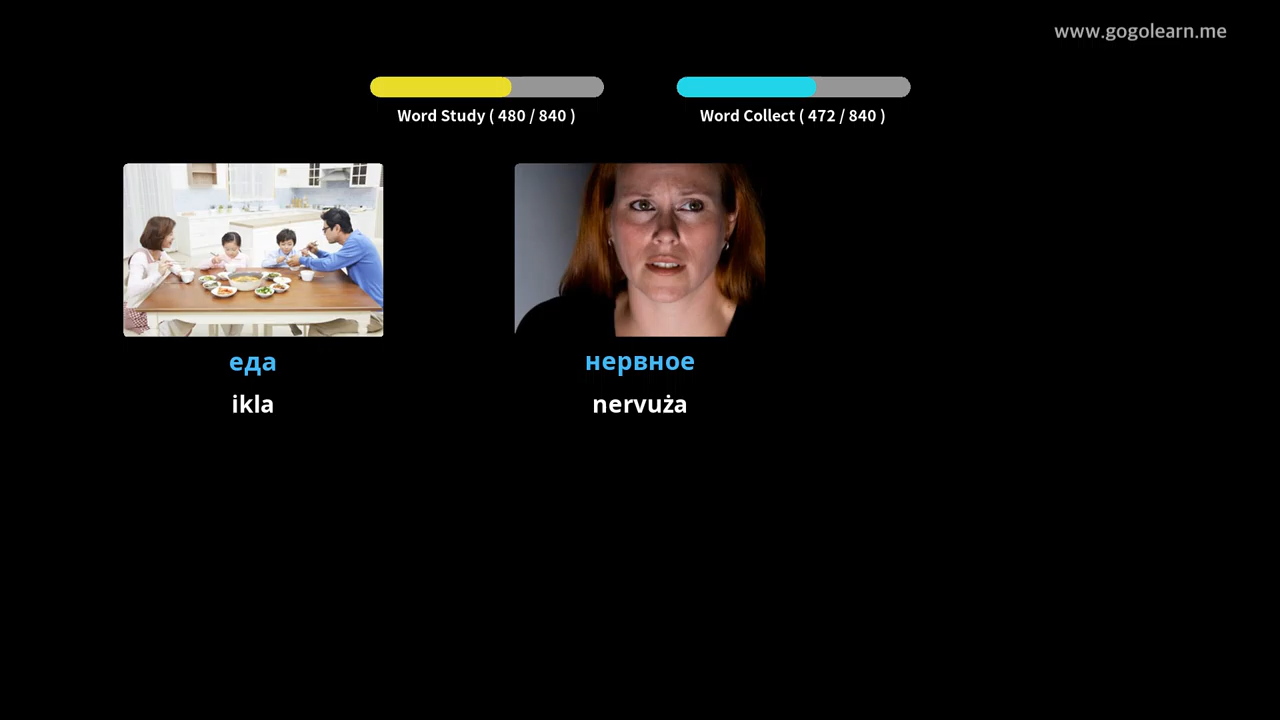 www.gogolearn.me
Word Study ( 480 / 840 )
Word Collect ( 472 / 840 )
еда
нервное
ikla
nervuża